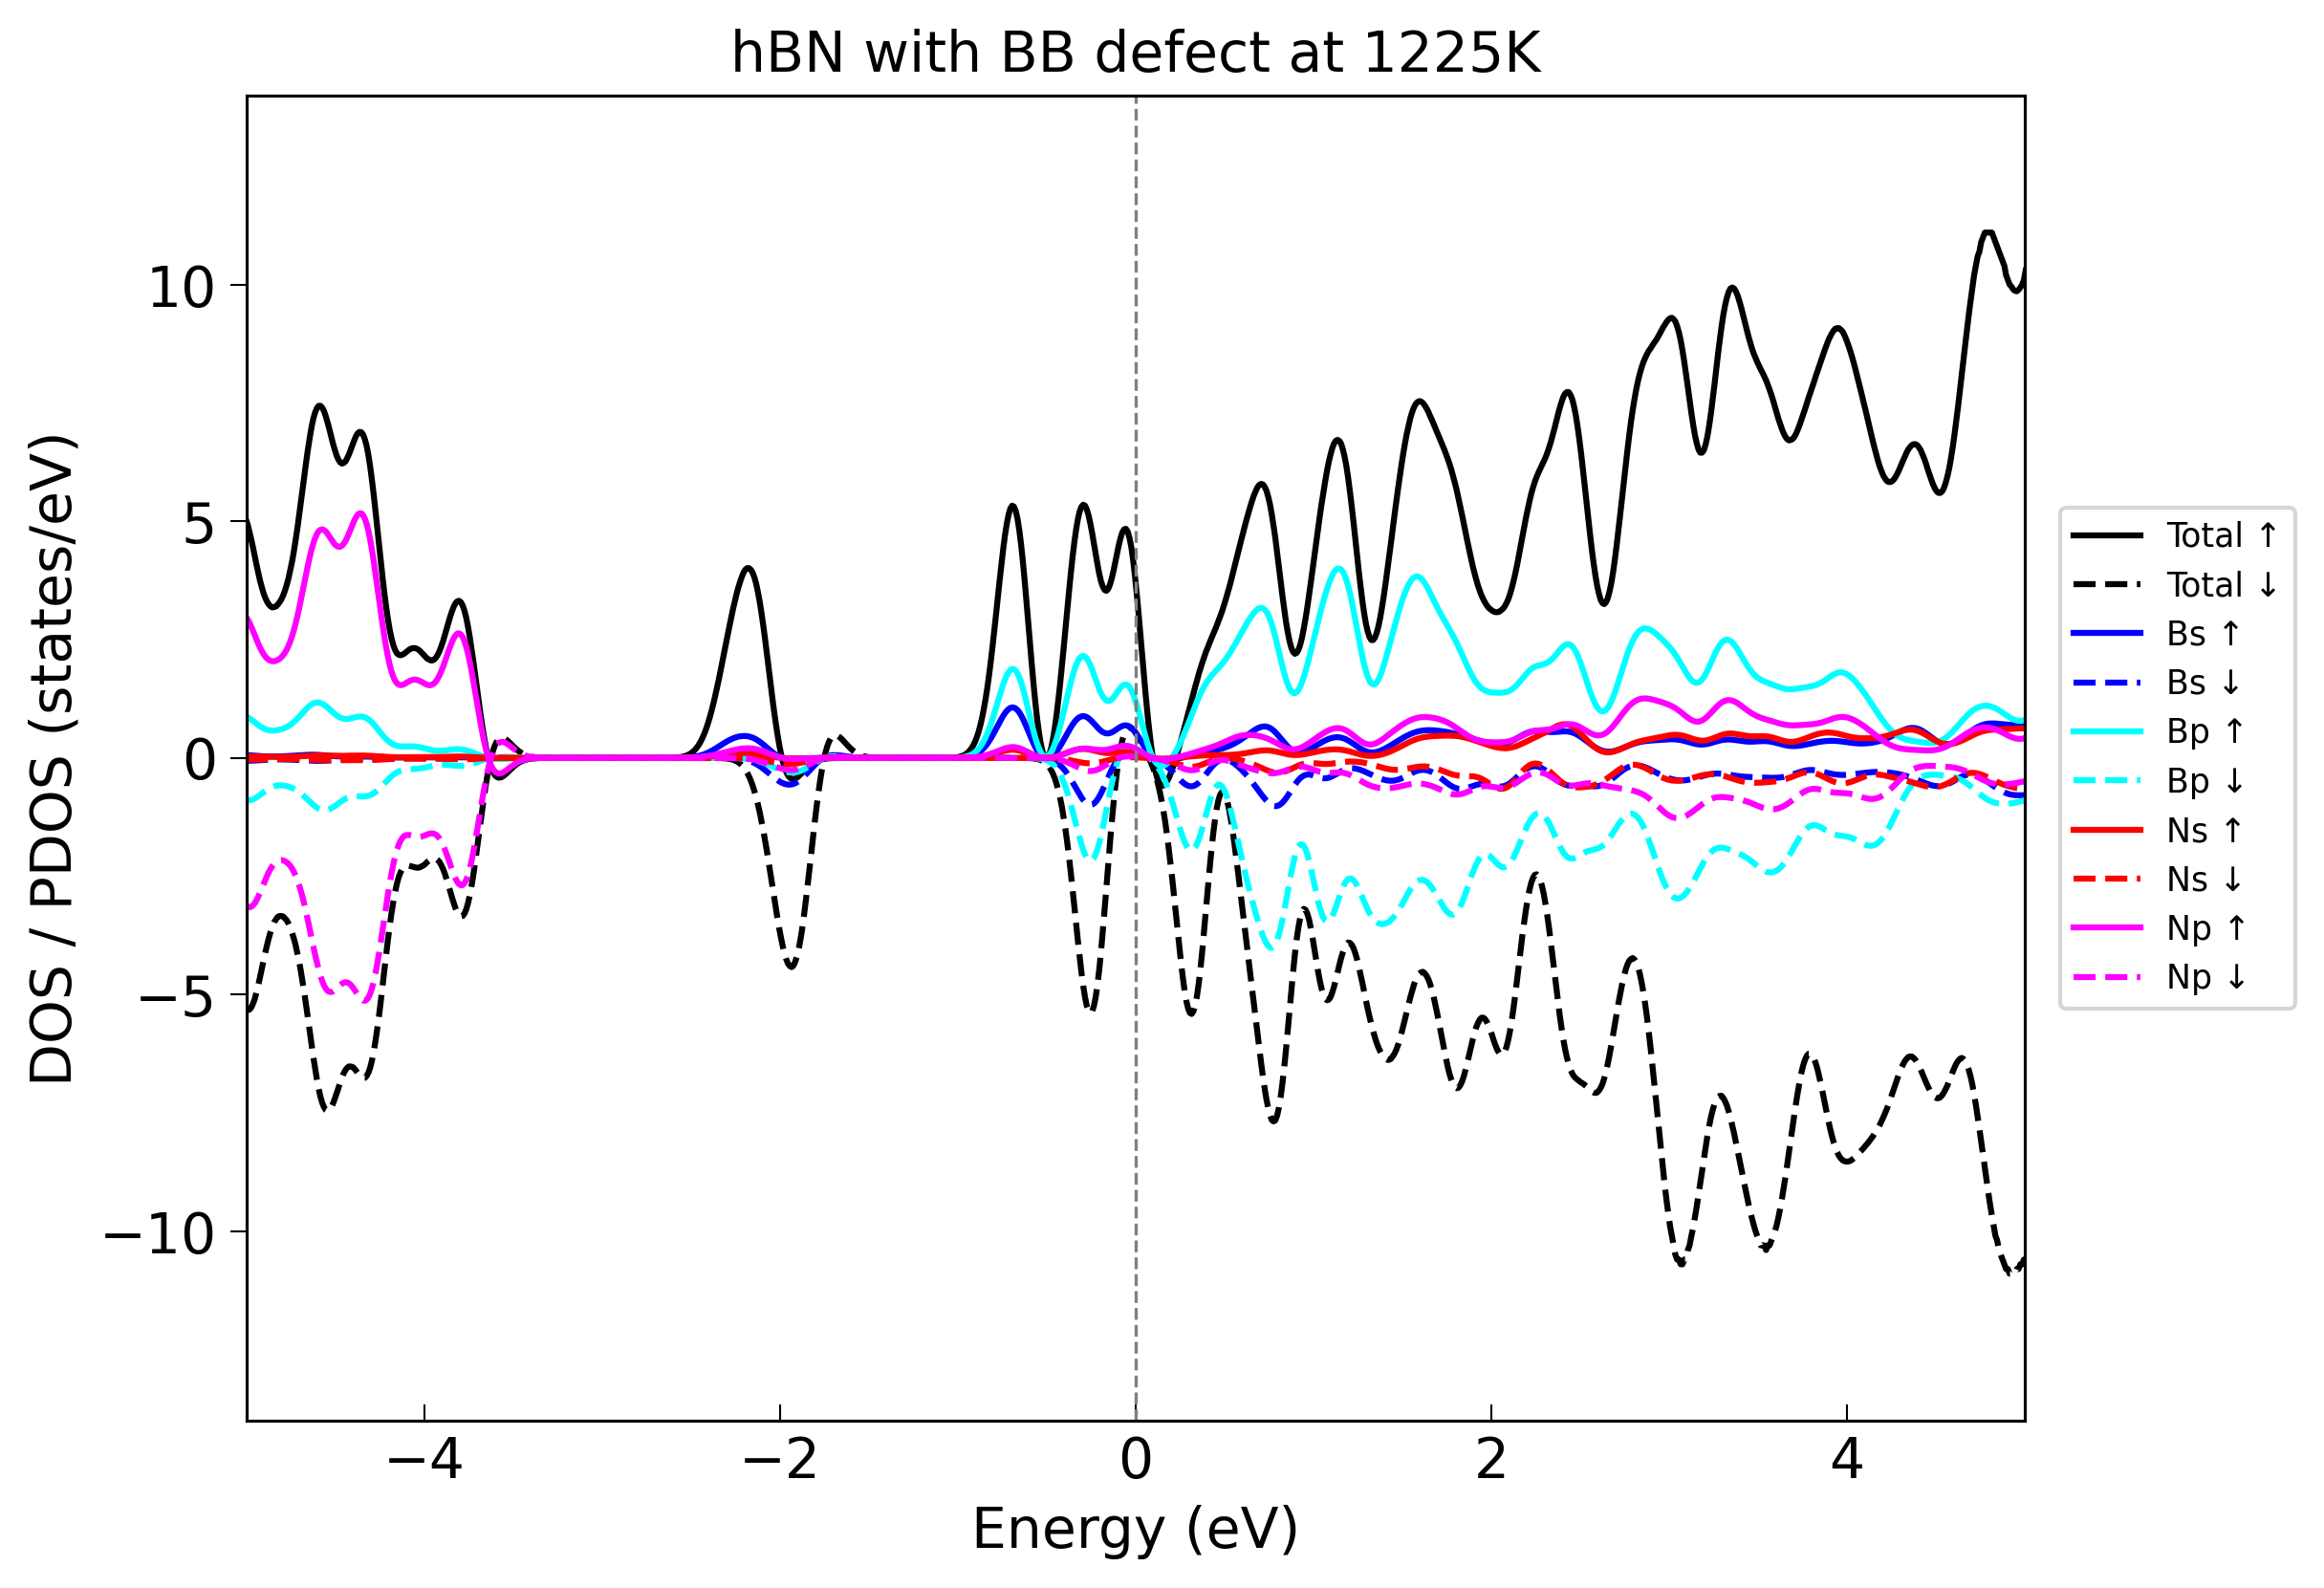 hBN with BB defect at 1225K
DOS / PDOS (states/eV)
10
5
0
−5
−10
−4
−2
0
2
4
Energy (eV)
Total ↑
Total ↓
Bs ↑
Bs ↓
Bp ↑
Bp ↓
Ns ↑
Ns ↓
Np ↑
Np ↓